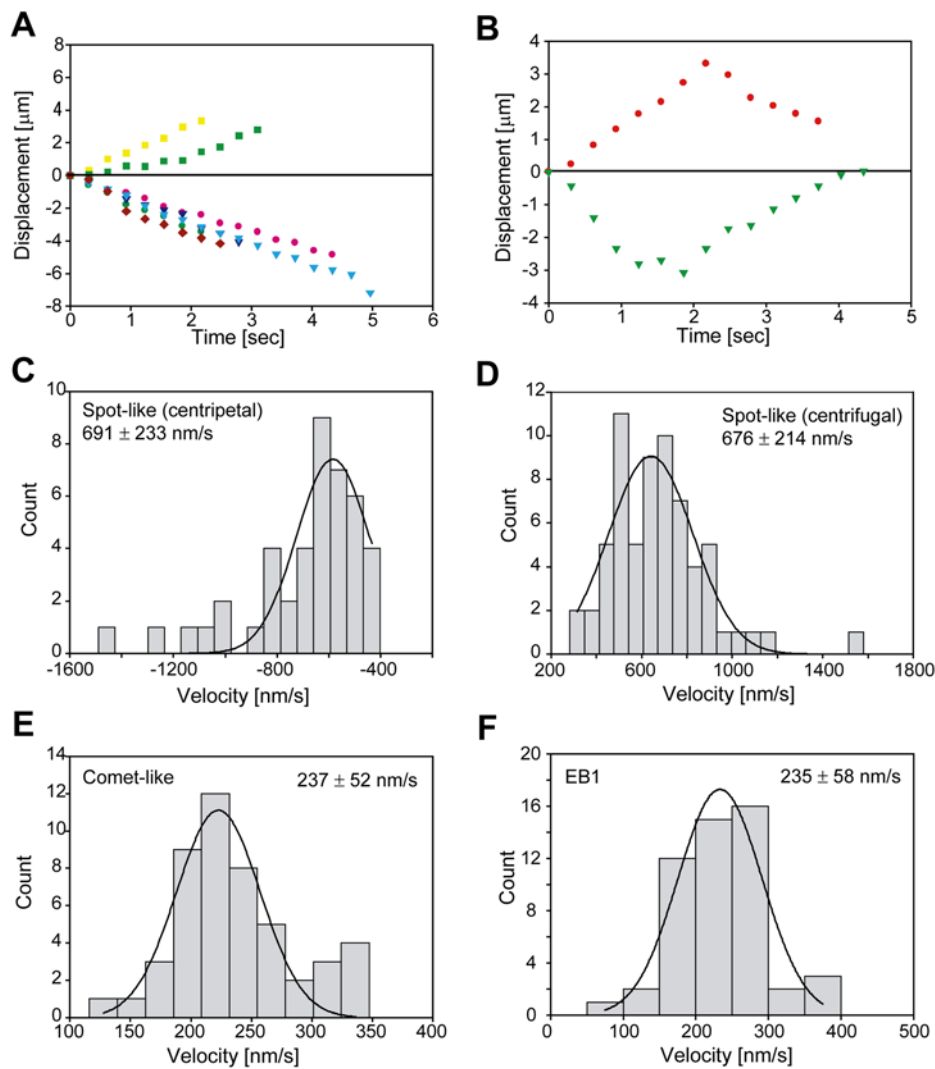 A
8
6
4
2
0
-2
-4
-6
-8
Displacement [µm]
0 1 2 3 4 5 6
Time [sec]
B
4
3
2
1
0
-1
-2
-3
-4
Displacement [µm]
0 1 2 3 4 5
Time [sec]
C
Spot-like (centripetal)
691 ± 233 nm/s
10
8
6
4
2
0
Count
-1600 -1200 -800 -400
Velocity [nm/s]
D
Spot-like (centrifugal)
676 ± 214 nm/s
12
10
8
6
4
2
0
Count
200 600 1000 1400 1800
Velocity [nm/s]
E
Comet-like 237 ± 52 nm/s
14
12
10
8
6
4
2
0
Count
100 200 300 400
Velocity [nm/s]
F
EB1 235 ± 58 nm/s
20
16
12
8
4
0
Count
0 100 200 300 400 500
Velocity [nm/s]